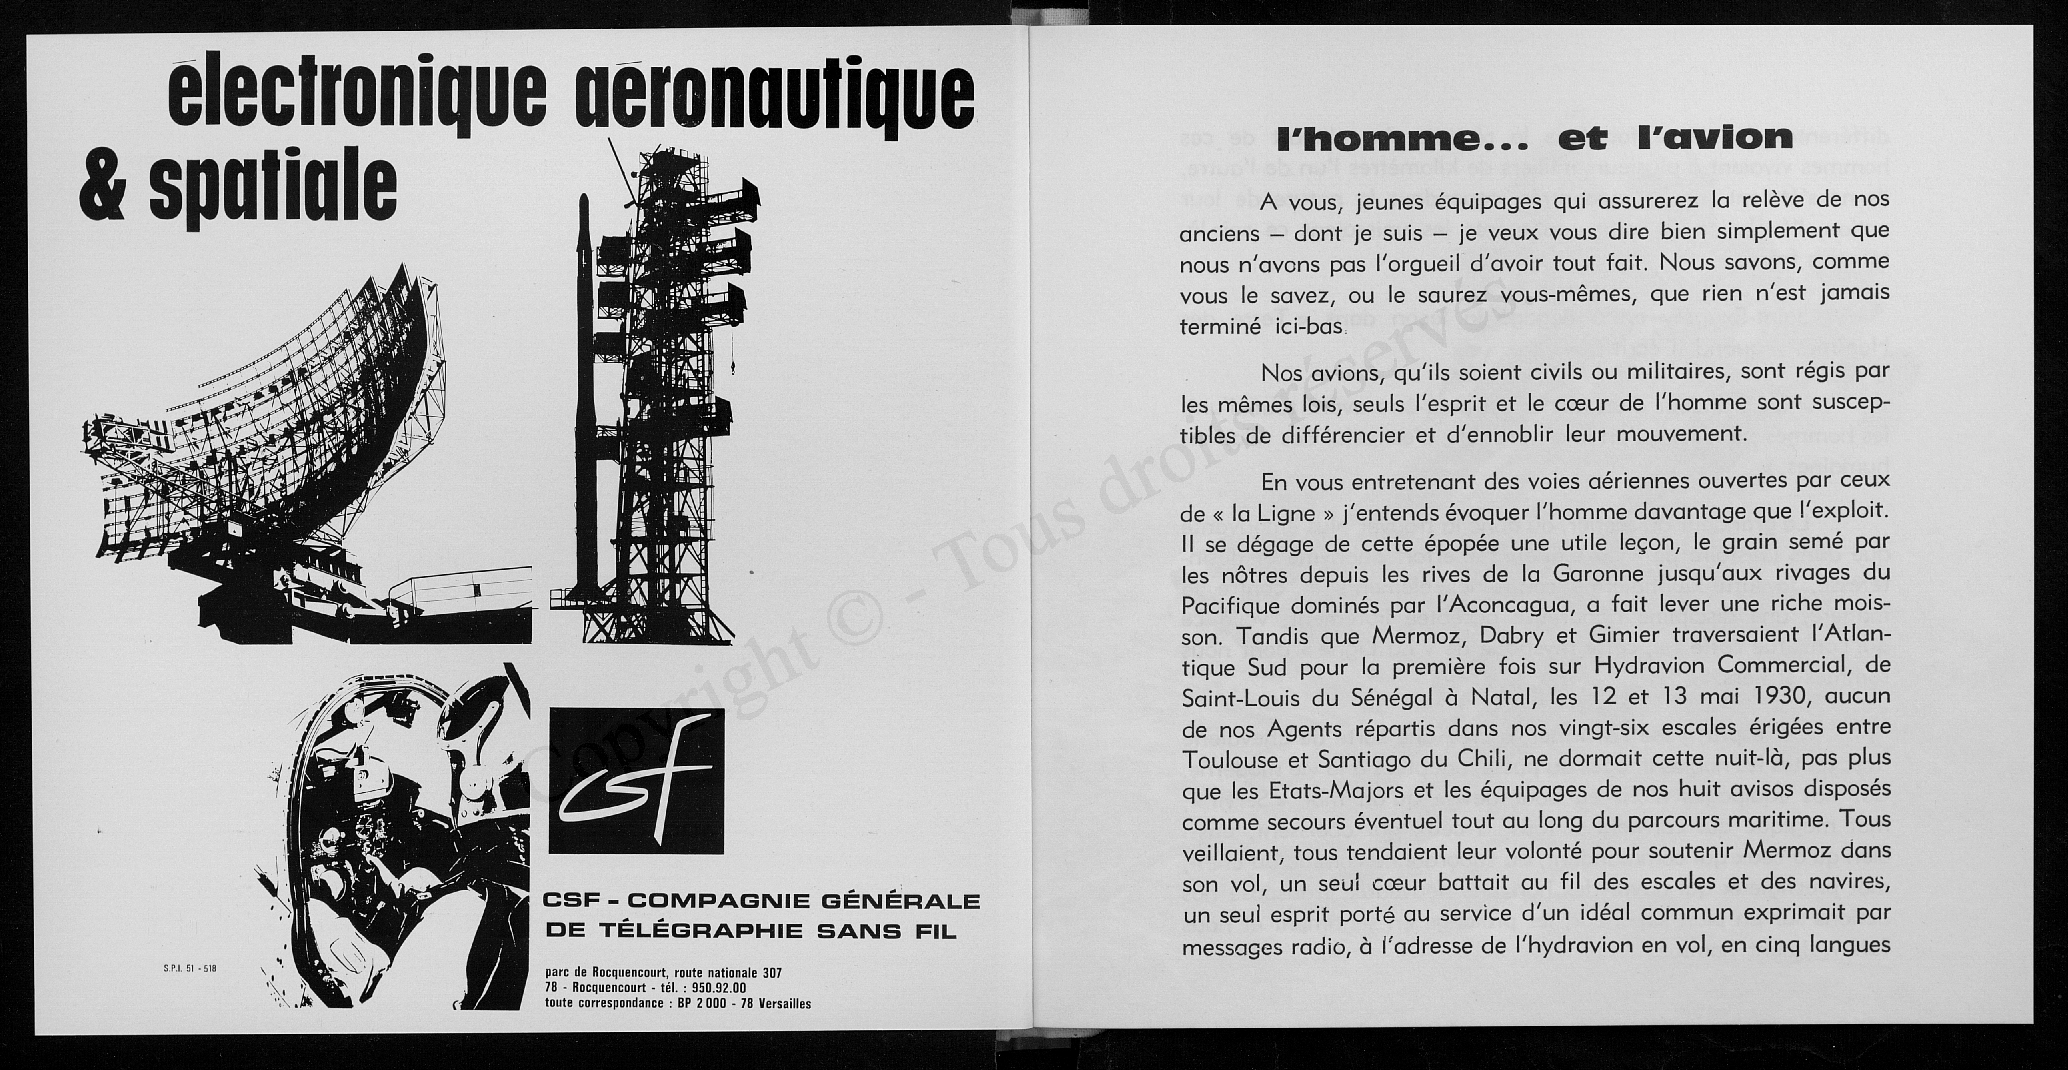 électronique aéronautique
& spatiale
csf
CSF - COMPAGNIE GÉNÉRALE
DE TÉLÉGRAPHIE SANS FIL
S.P.I. 51 - 518
parc de Rocquencourt, route nationale 307
78 - Rocquencourt - tél. : 950.92.00
toute correspondance : BP 2 000 - 78 Versailles
l'homme... et l'avion
A vous, jeunes équipages qui assurerez la relève de nos
anciens – dont je suis – je veux vous dire bien simplement que
nous n'avons pas l'orgueil d'avoir tout fait. Nous savons, comme
vous le savez, ou le saurez vous-mêmes, que rien n'est jamais
terminé ici-bas.
Nos avions, qu'ils soient civils ou militaires, sont régis par
les mêmes lois, seuls l'esprit et le cœur de l'homme sont suscep-
tibles de différencier et d'ennoblir leur mouvement.
En vous entretenant des voies aériennes ouvertes par ceux
de « la Ligne » j'entends évoquer l'homme davantage que l'exploit.
Il se dégage de cette épopée une utile leçon, le grain semé par
les nôtres depuis les rives de la Garonne jusqu'aux rivages du
Pacifique dominés par l'Aconcagua, a fait lever une riche mois-
son. Tandis que Mermoz, Dabry et Gimier traversaient l'Atlan-
tique Sud pour la première fois sur Hydravion Commercial, de
Saint-Louis du Sénégal à Natal, les 12 et 13 mai 1930, aucun
de nos Agents répartis dans nos vingt-six escales érigées entre
Toulouse et Santiago du Chili, ne dormait cette nuit-là, pas plus
que les Etats-Majors et les équipages de nos huit avisos disposés
comme secours éventuel tout au long du parcours maritime. Tous
veillaient, tous tendaient leur volonté pour soutenir Mermoz dans
son vol, un seul cœur battait au fil des escales et des navires,
un seul esprit porté au service d'un idéal commun exprimait par
messages radio, à l'adresse de l'hydravion en vol, en cinq langues
Copyright © - Tous droits réservés